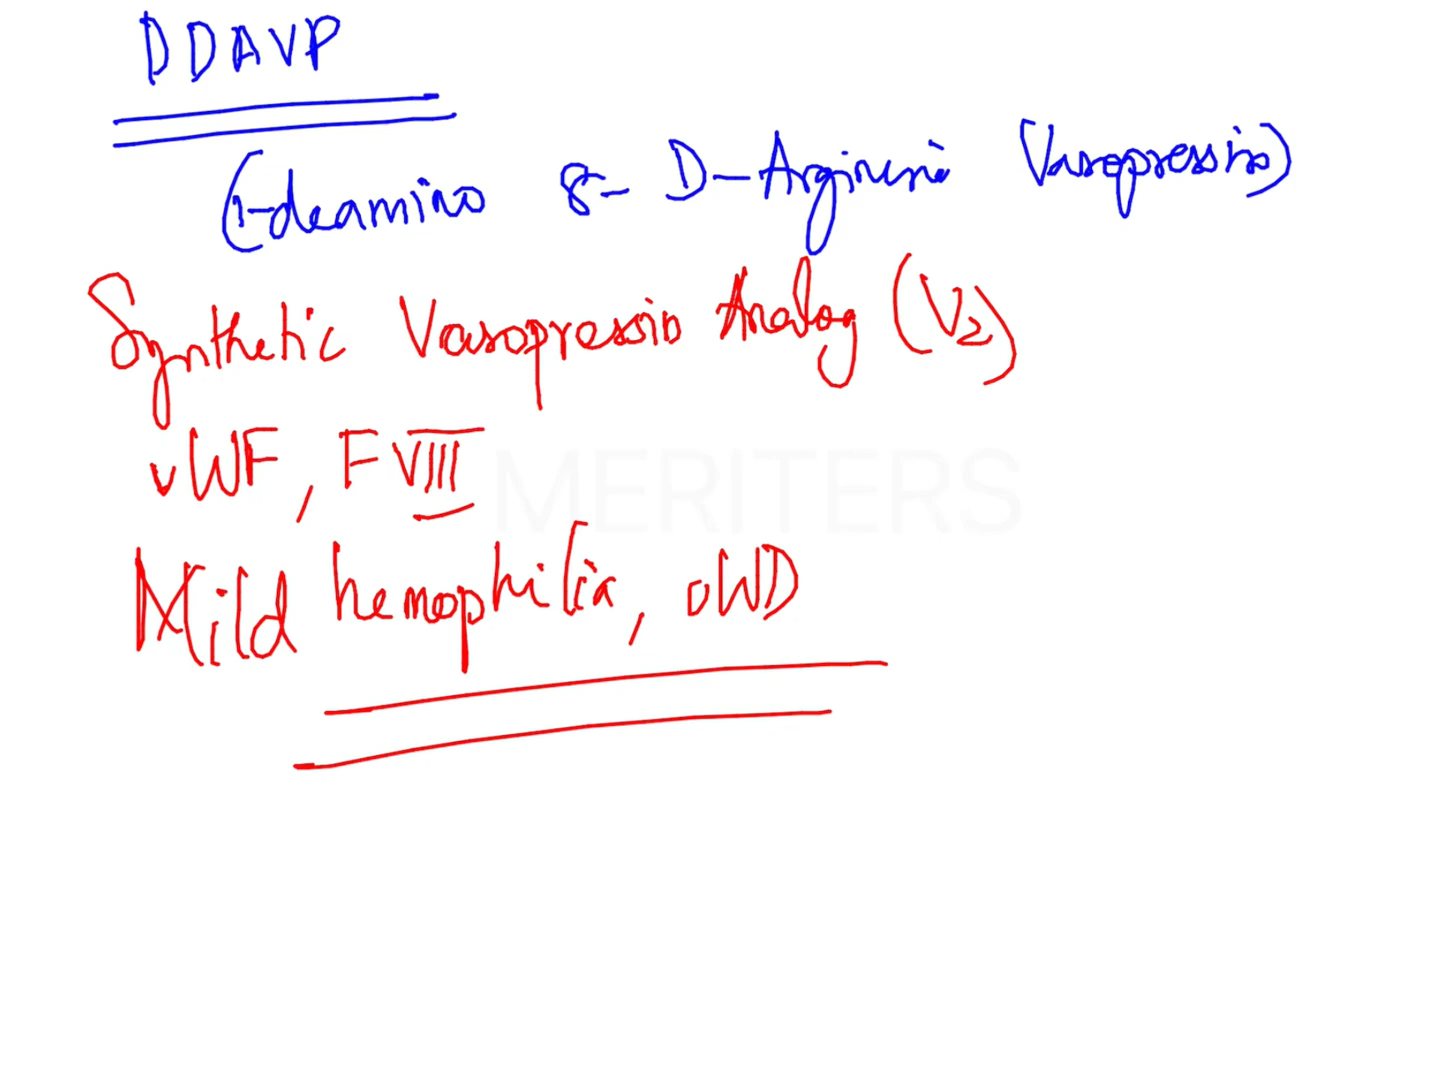 DDAVP
(1-deamino 8- D-Arginine Vasopressin)
Synthetic Vasopressin Analog (V2)
vWF, FVIII
MERITERS
Mild hemophilia, vWD